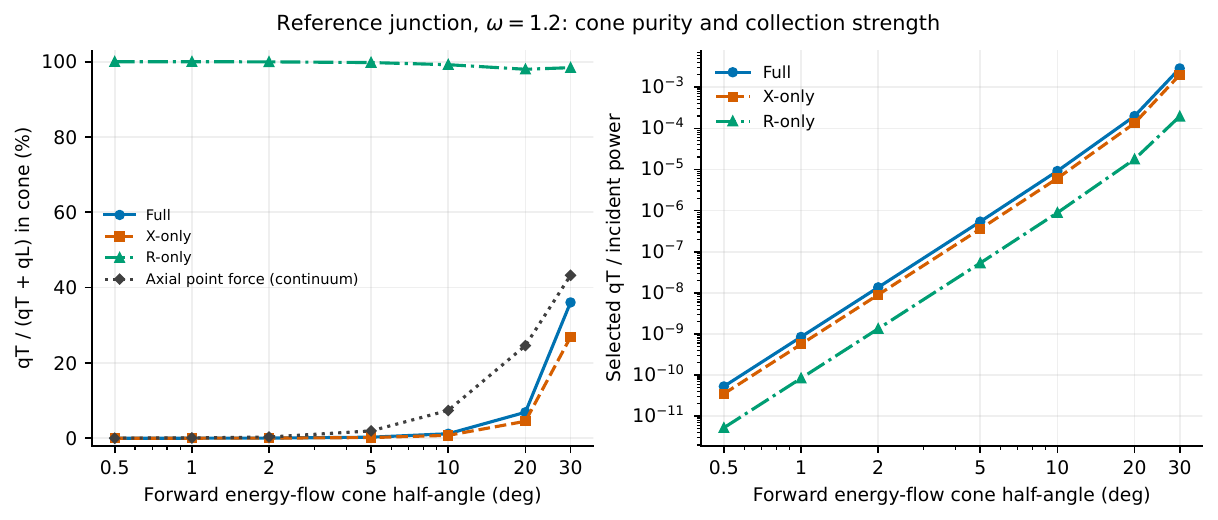 Reference junction, ω = 1.2: cone purity and collection strength
qT / (qT + qL) in cone (%)
100
80
60
40
20
0
Full
X-only
R-only
Axial point force (continuum)
0.5 1 2 5 10 20 30
Forward energy-flow cone half-angle (deg)
Selected qT / incident power
10⁻³
10⁻⁴
10⁻⁵
10⁻⁶
10⁻⁷
10⁻⁸
10⁻⁹
10⁻¹⁰
10⁻¹¹
Full
X-only
R-only
0.5 1 2 5 10 20 30
Forward energy-flow cone half-angle (deg)